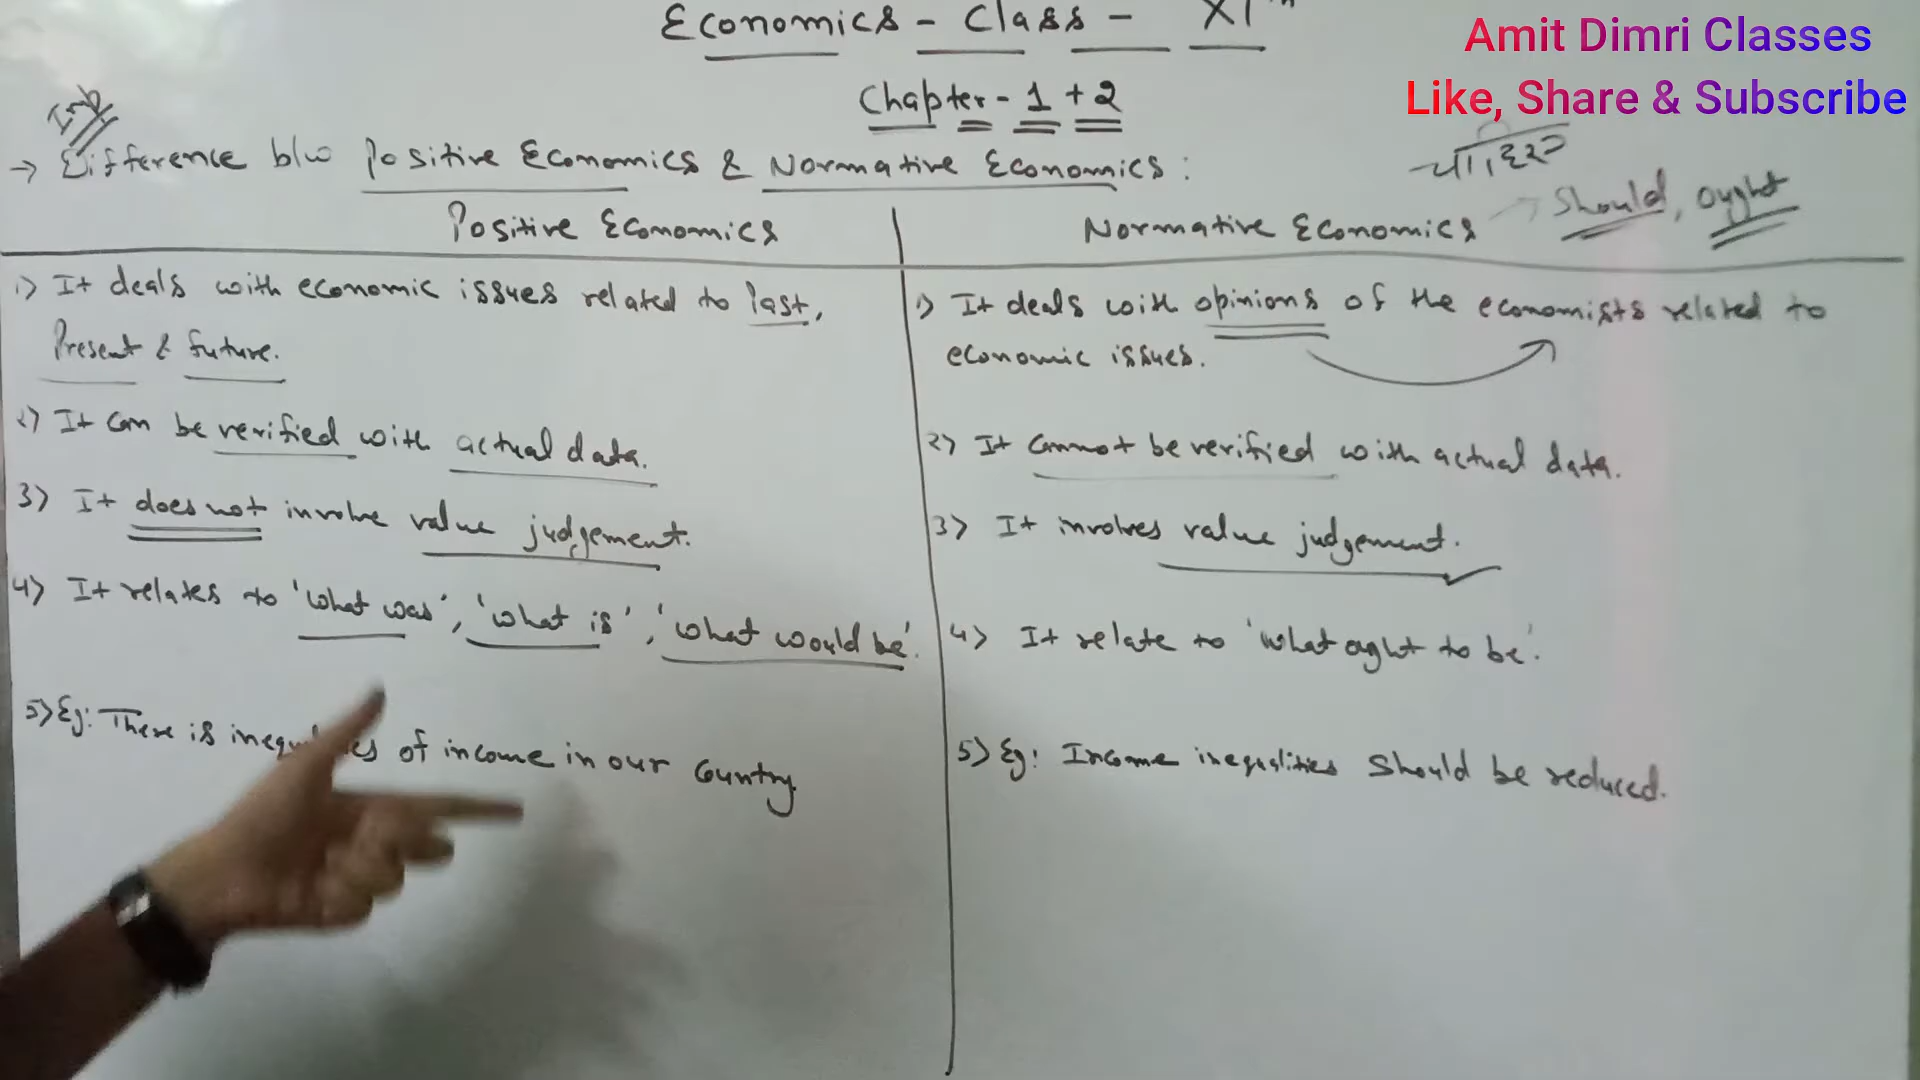 Economics - Class - XIth
Amit Dimri Classes
Like, Share & Subscribe
Chapter - 1 + 2
Imp
→ Difference b/w Positive Economics & Normative Economics :
चाहिए
Should, Ought
Positive Economics
Normative Economics
1) It deals with economic issues related to Past,
Present & future.
2) It can be verified with actual data.
3) It does not involve value judgement.
4) It relates to 'what was', 'what is', 'what would be'.
5) Eg: There is of income in our Country
1) It deals with opinions of the economists related to
economic issues.
2) It cannot be verified with actual data.
3) It involves value judgement.
4) It relate to 'what aght to be'.
5) Eg: Income inequalities should be reduced.